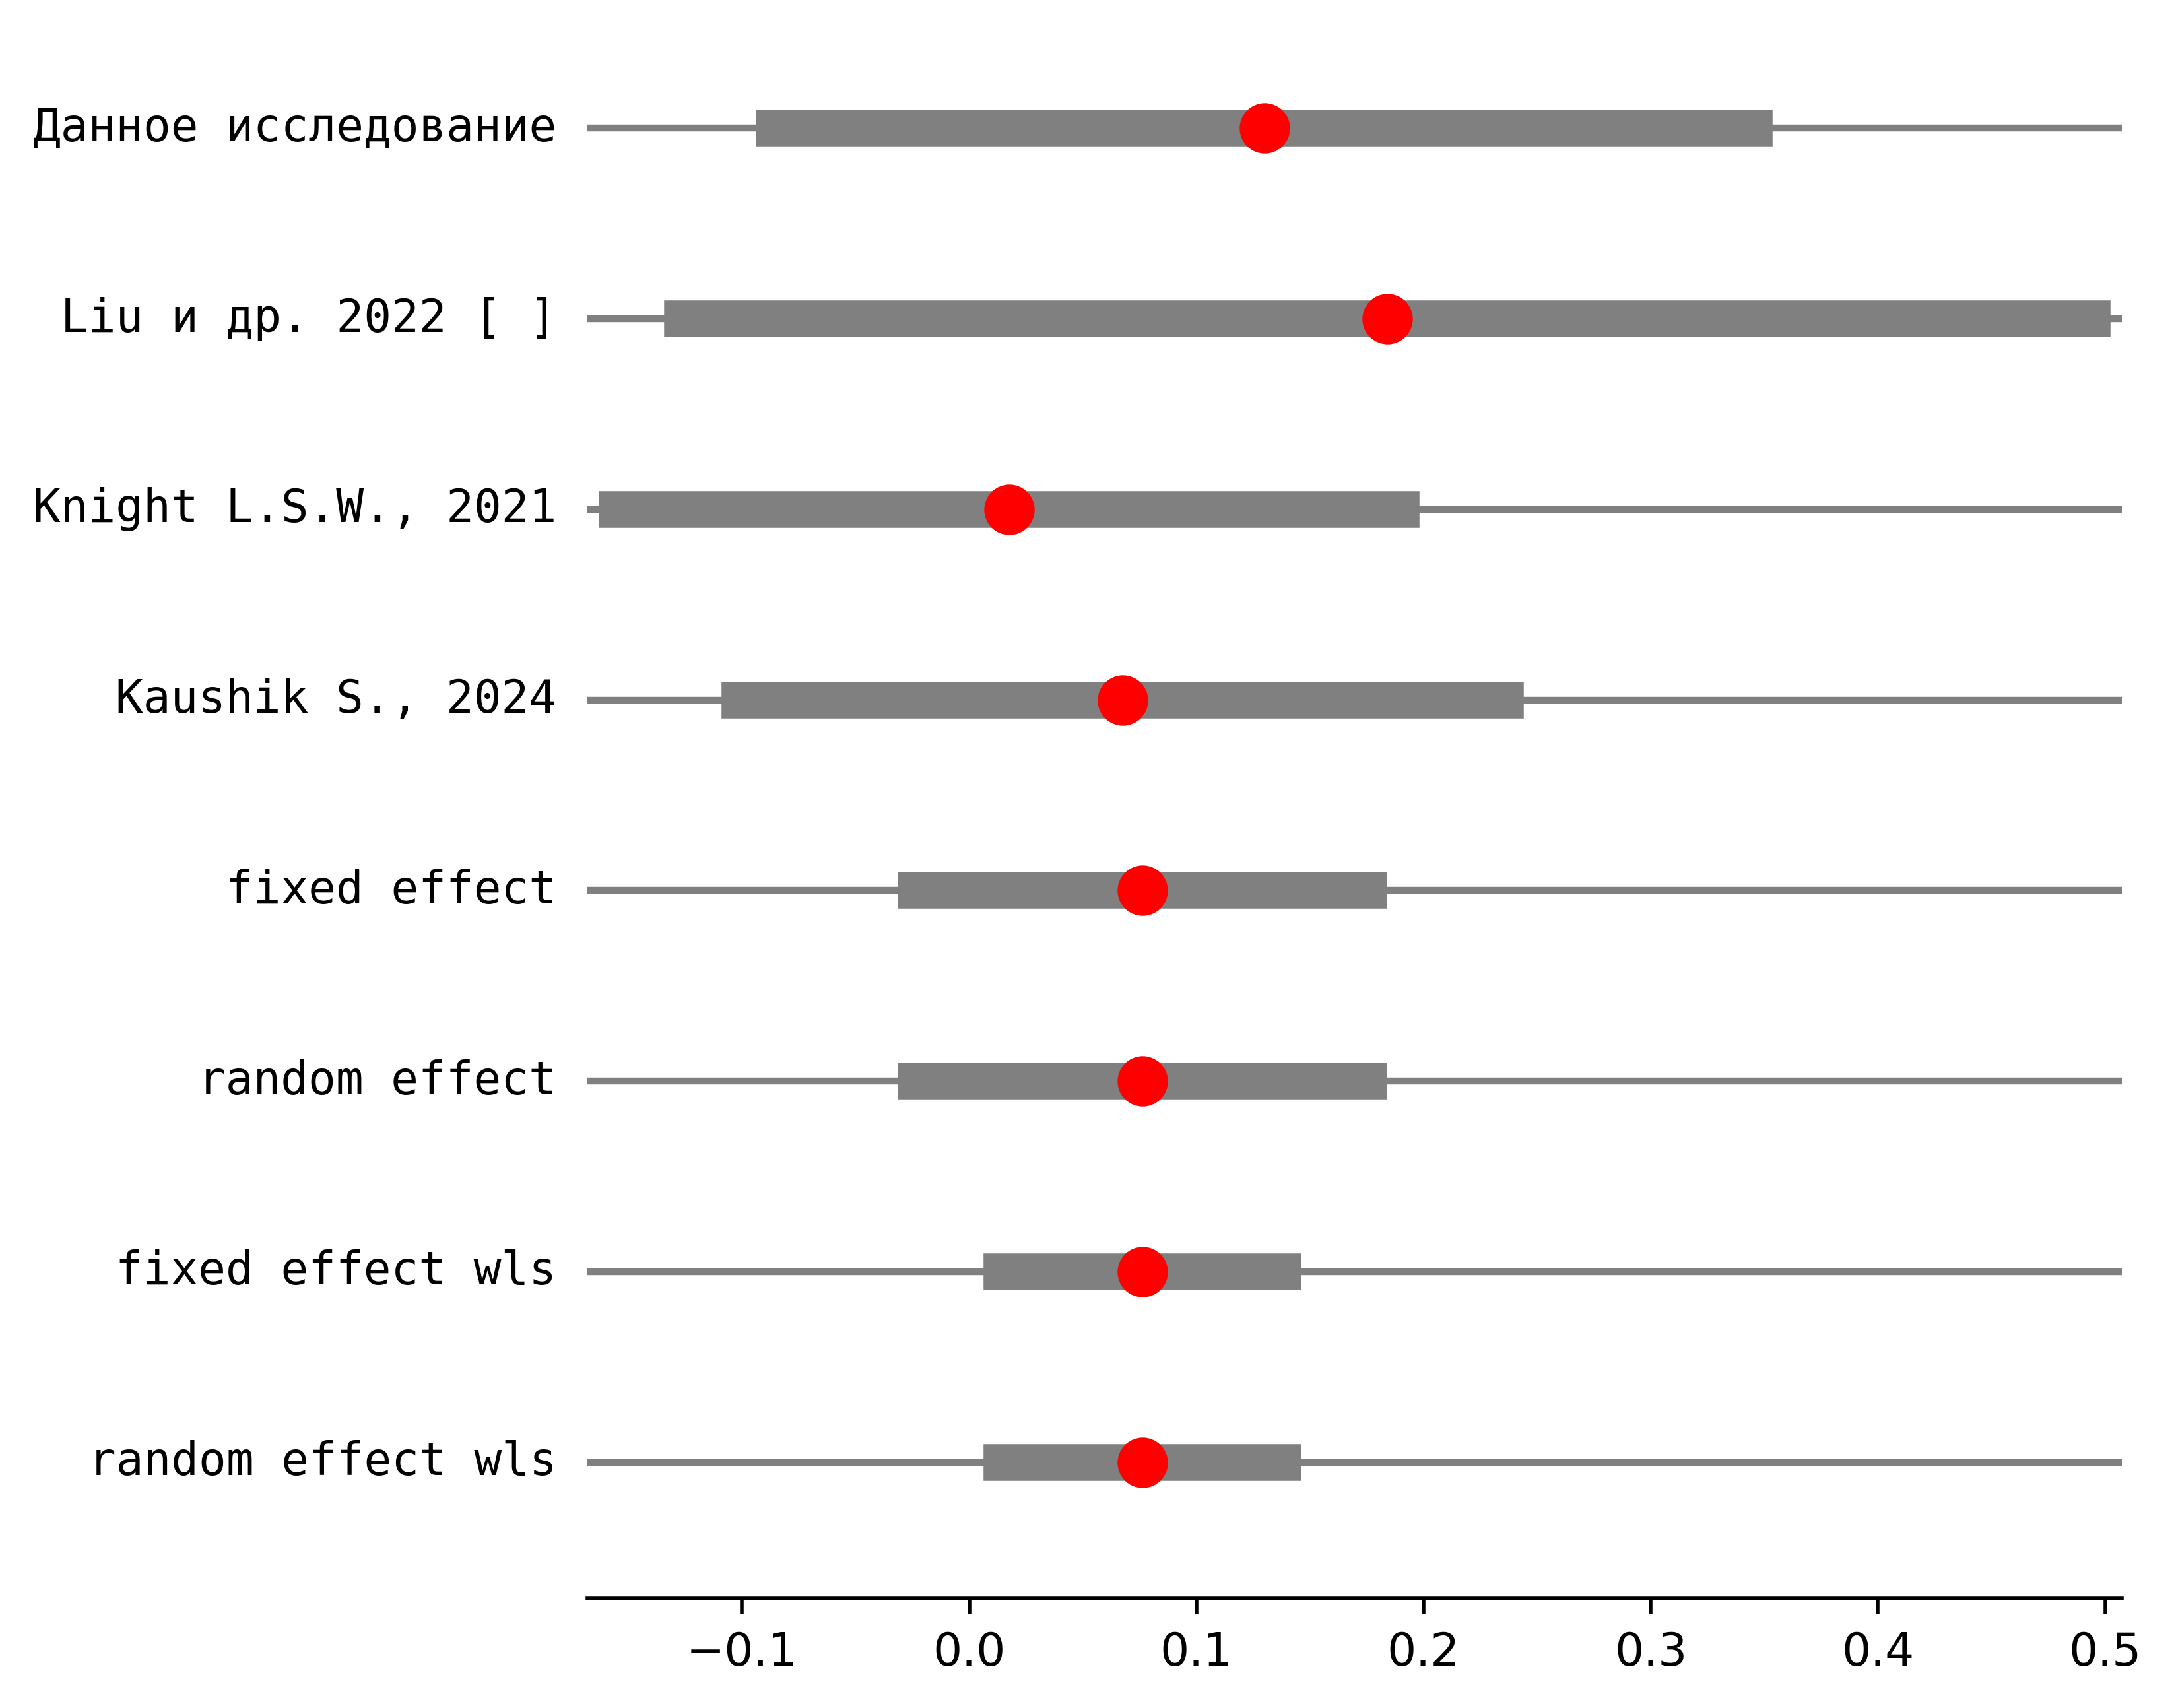 Данное исследование
Liu и др. 2022 [ ]
Knight L.S.W., 2021
Kaushik S., 2024
fixed effect
random effect
fixed effect wls
random effect wls
−0.1 0.0 0.1 0.2 0.3 0.4 0.5